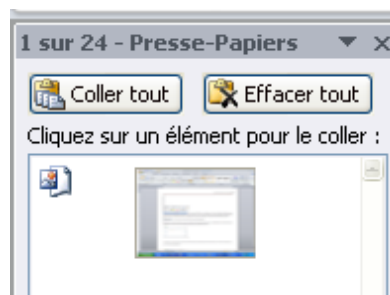 1 sur 24 - Presse-Papiers
Coller tout Effacer tout
Cliquez sur un élément pour le coller :